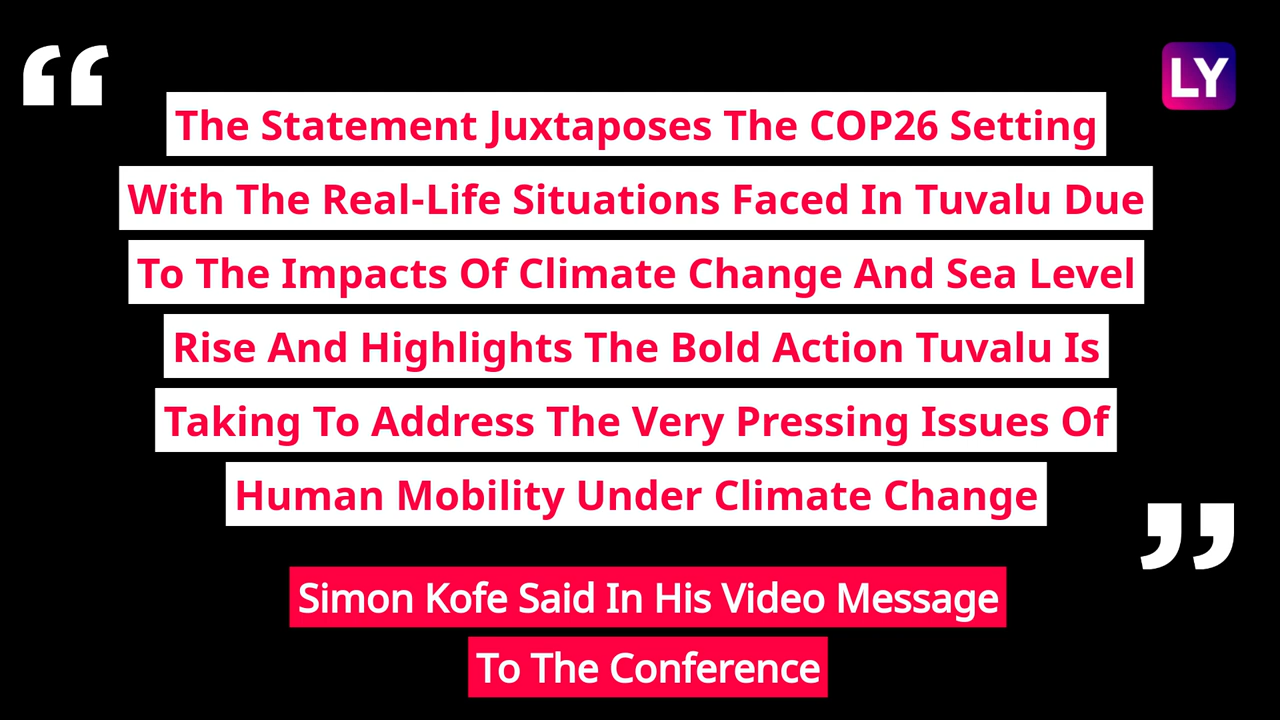 “
LY
The Statement Juxtaposes The COP26 Setting
With The Real-Life Situations Faced In Tuvalu Due
To The Impacts Of Climate Change And Sea Level
Rise And Highlights The Bold Action Tuvalu Is
Taking To Address The Very Pressing Issues Of
Human Mobility Under Climate Change
”
Simon Kofe Said In His Video Message
To The Conference